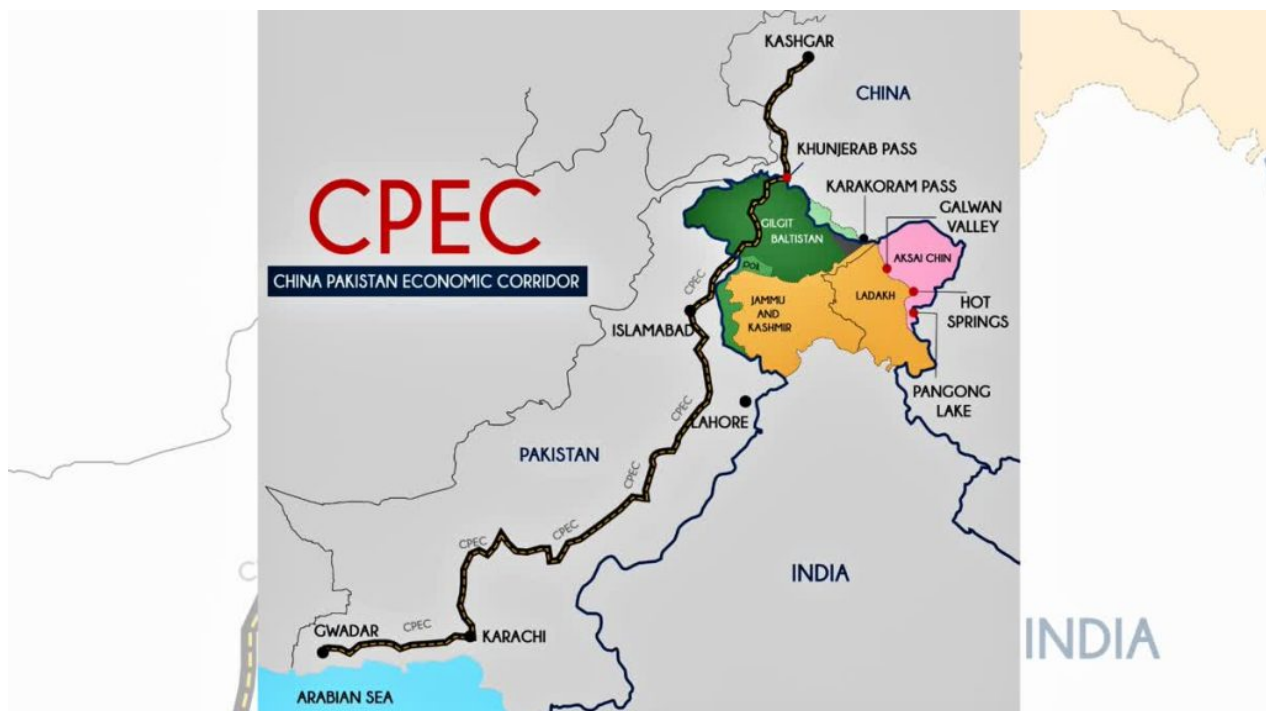 KASHGAR
CHINA
KHUNJERAB PASS
KARAKORAM PASS
GALWAN
VALLEY
CPEC
CHINA PAKISTAN ECONOMIC CORRIDOR
GILGIT
BALTISTAN
AKSAI CHIN
POK
CPEC
JAMMU
AND
KASHMIR
LADAKH
HOT
SPRINGS
ISLAMABAD
PANGONG
LAKE
CPEC
LAHORE
PAKISTAN
CPEC
CPEC
CPEC
INDIA
GWADAR
CPEC
KARACHI
ARABIAN SEA
INDIA